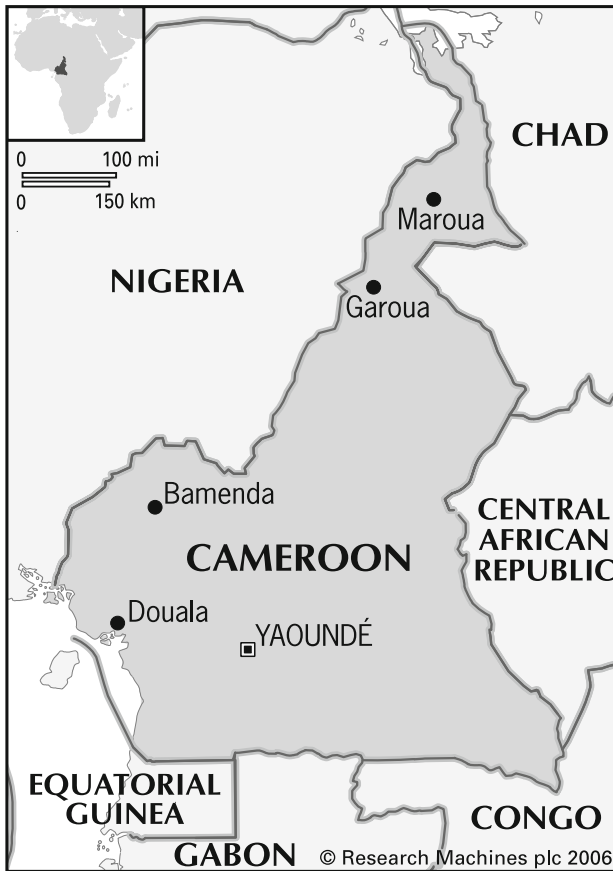 0 100 mi
0 150 km
CHAD
Maroua
NIGERIA
Garoua
Bamenda
CENTRAL
AFRICAN
REPUBLIC
CAMEROON
Douala
YAOUNDÉ
EQUATORIAL
GUINEA
CONGO
GABON
© Research Machines plc 2006